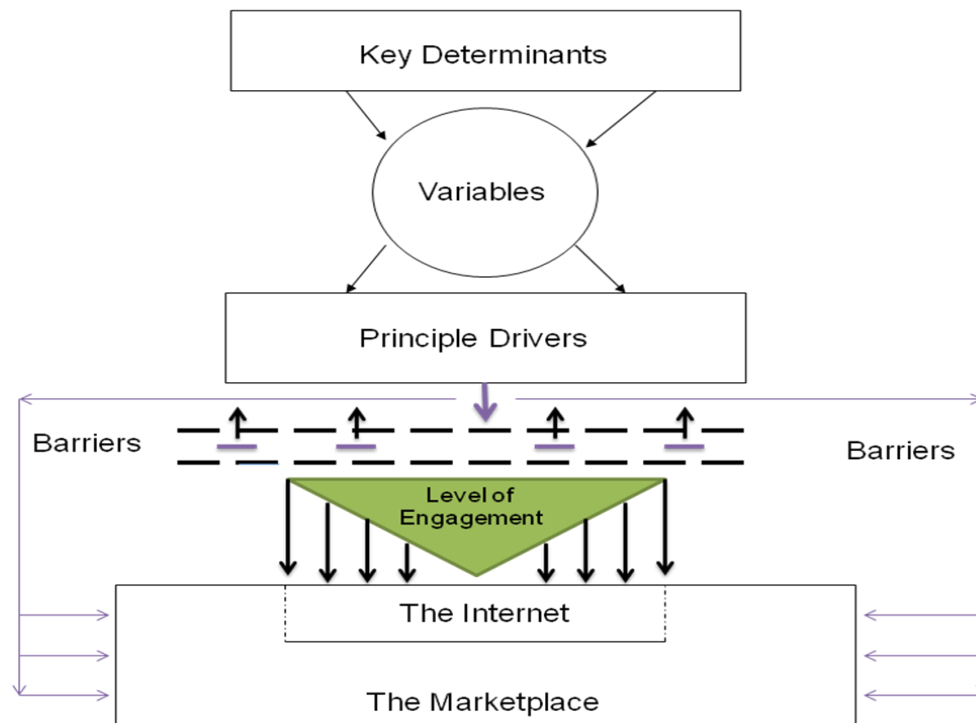 Key Determinants
Variables
Principle Drivers
Barriers
Barriers
Level of
Engagement
The Internet
The Marketplace